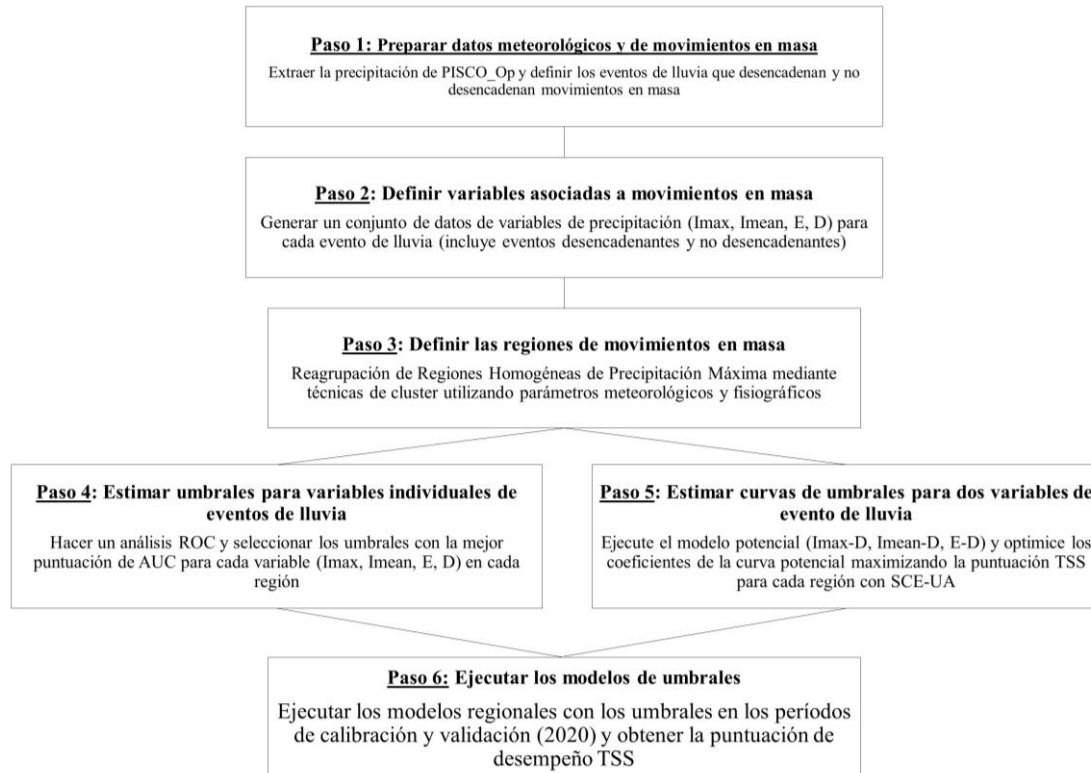 Paso 1: Preparar datos meteorológicos y de movimientos en masa
Extraer la precipitación de PISCO_Op y definir los eventos de lluvia que desencadenan y no
desencadenan movimientos en masa
Paso 2: Definir variables asociadas a movimientos en masa
Generar un conjunto de datos de variables de precipitación (Imax, Imean, E, D) para
cada evento de lluvia (incluye eventos desencadenantes y no desencadenantes)
Paso 3: Definir las regiones de movimientos en masa
Reagrupación de Regiones Homogéneas de Precipitación Máxima mediante
técnicas de cluster utilizando parámetros meteorológicos y fisiográficos
Paso 4: Estimar umbrales para variables individuales de
eventos de lluvia
Hacer un análisis ROC y seleccionar los umbrales con la mejor
puntuación de AUC para cada variable (Imax, Imean, E, D) en cada
región
Paso 5: Estimar curvas de umbrales para dos variables de
evento de lluvia
Ejecute el modelo potencial (Imax-D, Imean-D, E-D) y optimice los
coeficientes de la curva potencial maximizando la puntuación TSS
para cada región con SCE-UA
Paso 6: Ejecutar los modelos de umbrales
Ejecutar los modelos regionales con los umbrales en los períodos
de calibración y validación (2020) y obtener la puntuación de
desempeño TSS